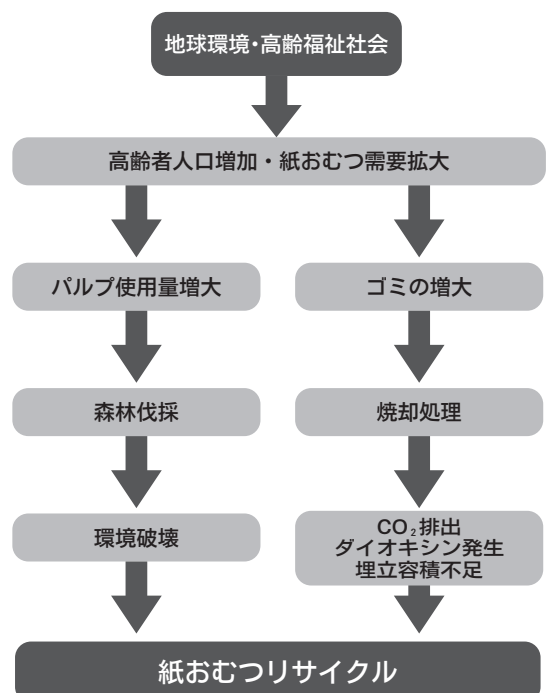 地球環境・高齢福祉社会
高齢者人口増加・紙おむつ需要拡大
パルプ使用量増大
ゴミの増大
森林伐採
焼却処理
環境破壊
CO₂排出
ダイオキシン発生
埋立容積不足
紙おむつリサイクル